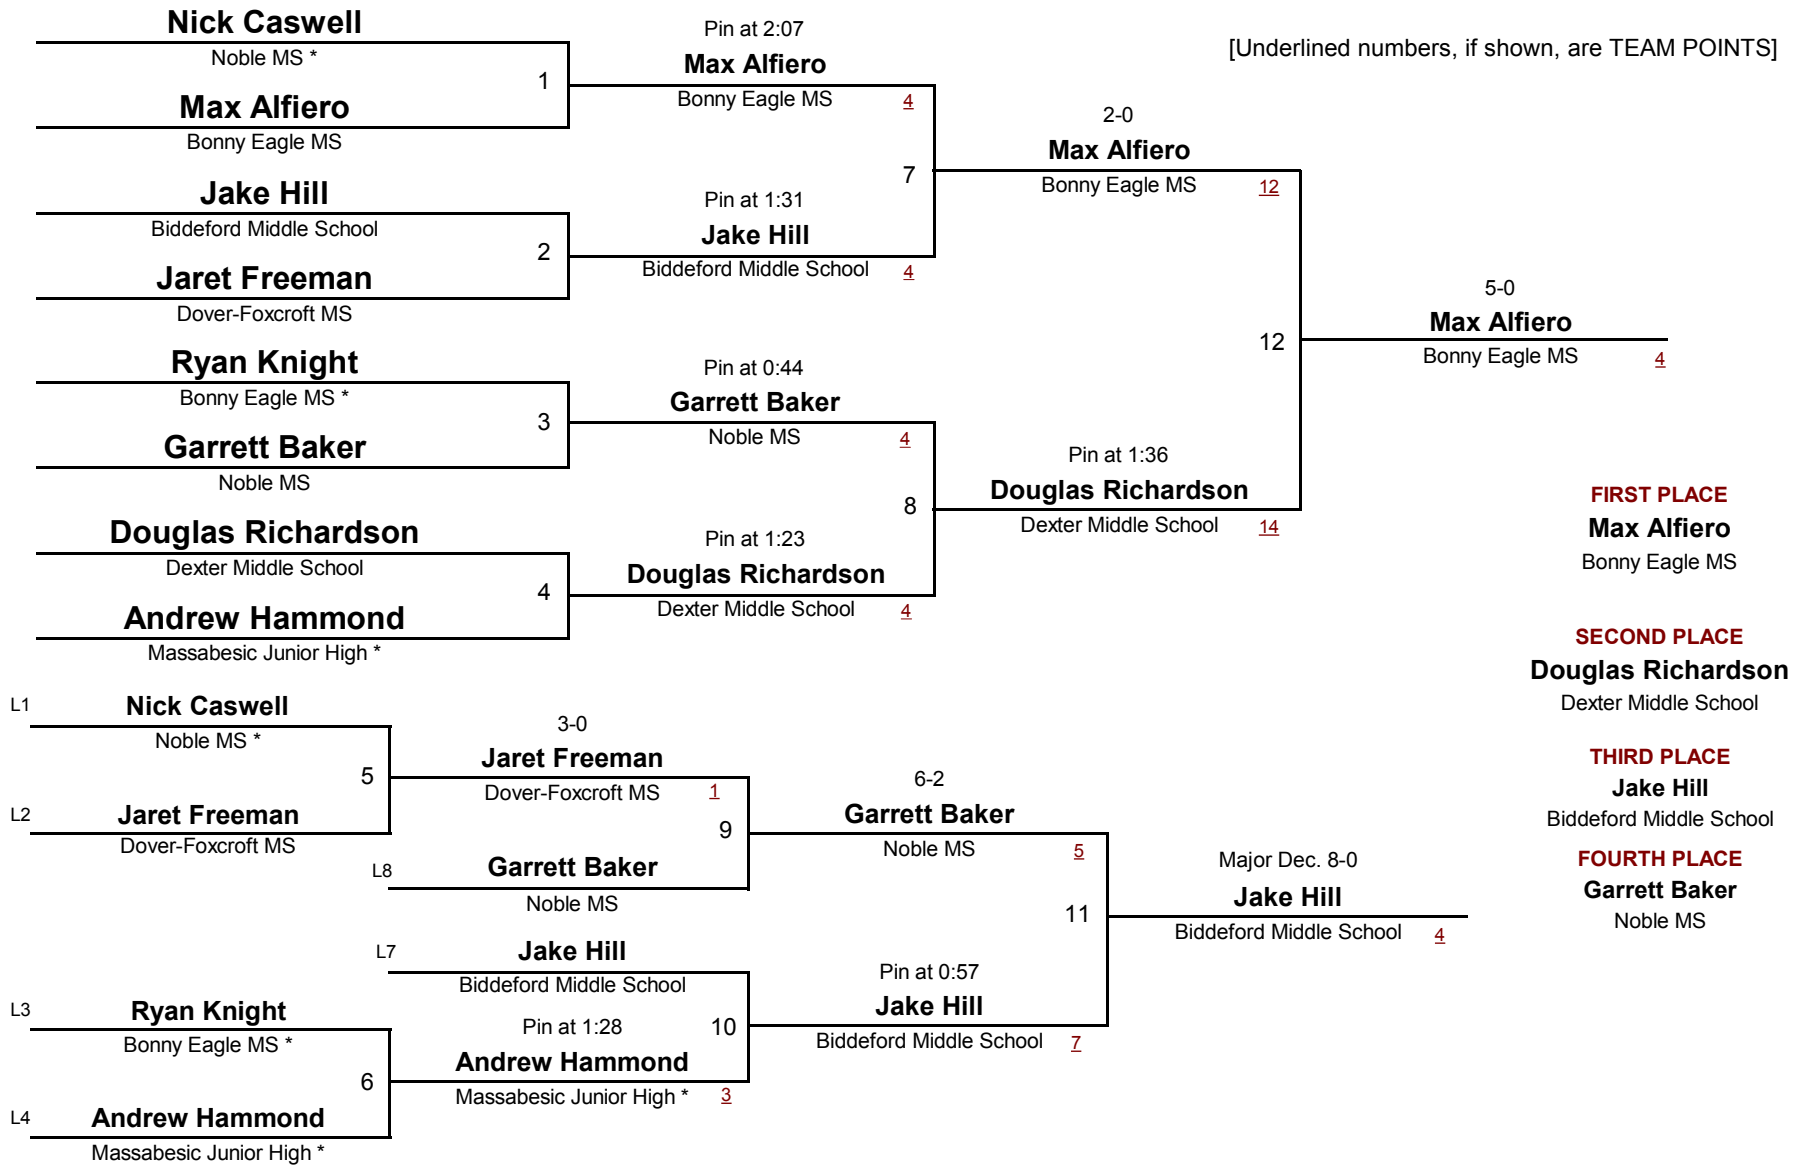 [Underlined numbers, if shown, are TEAM POINTS]
Nick Caswell
Noble MS *
1
Max Alfiero
Bonny Eagle MS
Jake Hill
Biddeford Middle School
2
Jaret Freeman
Dover-Foxcroft MS
Ryan Knight
Bonny Eagle MS *
3
Garrett Baker
Noble MS
Douglas Richardson
Dexter Middle School
4
Andrew Hammond
Massabesic Junior High *
Pin at 2:07
Max Alfiero
Bonny Eagle MS 4
7
Pin at 1:31
Jake Hill
Biddeford Middle School 4
Pin at 0:44
Garrett Baker
Noble MS 4
8
Pin at 1:23
Douglas Richardson
Dexter Middle School 4
2-0
Max Alfiero
Bonny Eagle MS 12
12
Pin at 1:36
Douglas Richardson
Dexter Middle School 14
5-0
Max Alfiero
Bonny Eagle MS 4
FIRST PLACE
Max Alfiero
Bonny Eagle MS
SECOND PLACE
Douglas Richardson
Dexter Middle School
THIRD PLACE
Jake Hill
Biddeford Middle School
FOURTH PLACE
Garrett Baker
Noble MS
L1 Nick Caswell
Noble MS *
5
L2 Jaret Freeman
Dover-Foxcroft MS
L3 Ryan Knight
Bonny Eagle MS *
6
L4 Andrew Hammond
Massabesic Junior High *
3-0
Jaret Freeman
Dover-Foxcroft MS 1
9
L8 Garrett Baker
Noble MS
L7 Jake Hill
Biddeford Middle School
Pin at 1:28 10
Andrew Hammond
Massabesic Junior High * 3
6-2
Garrett Baker
Noble MS 5
11
Pin at 0:57
Jake Hill
Biddeford Middle School 7
Major Dec. 8-0
Jake Hill
Biddeford Middle School 4